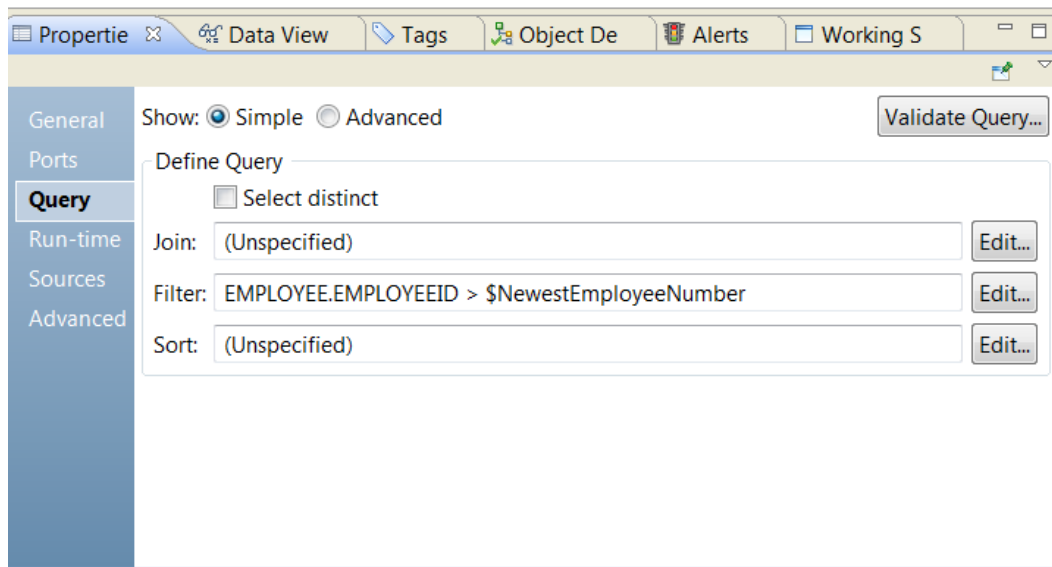 Propertie Data View Tags Object De Alerts Working S
General
Ports
Query
Run-time
Sources
Advanced
Show: Simple Advanced Validate Query...
Define Query
Select distinct
Join: (Unspecified) Edit...
Filter: EMPLOYEE.EMPLOYEEID > $NewestEmployeeNumber Edit...
Sort: (Unspecified) Edit...